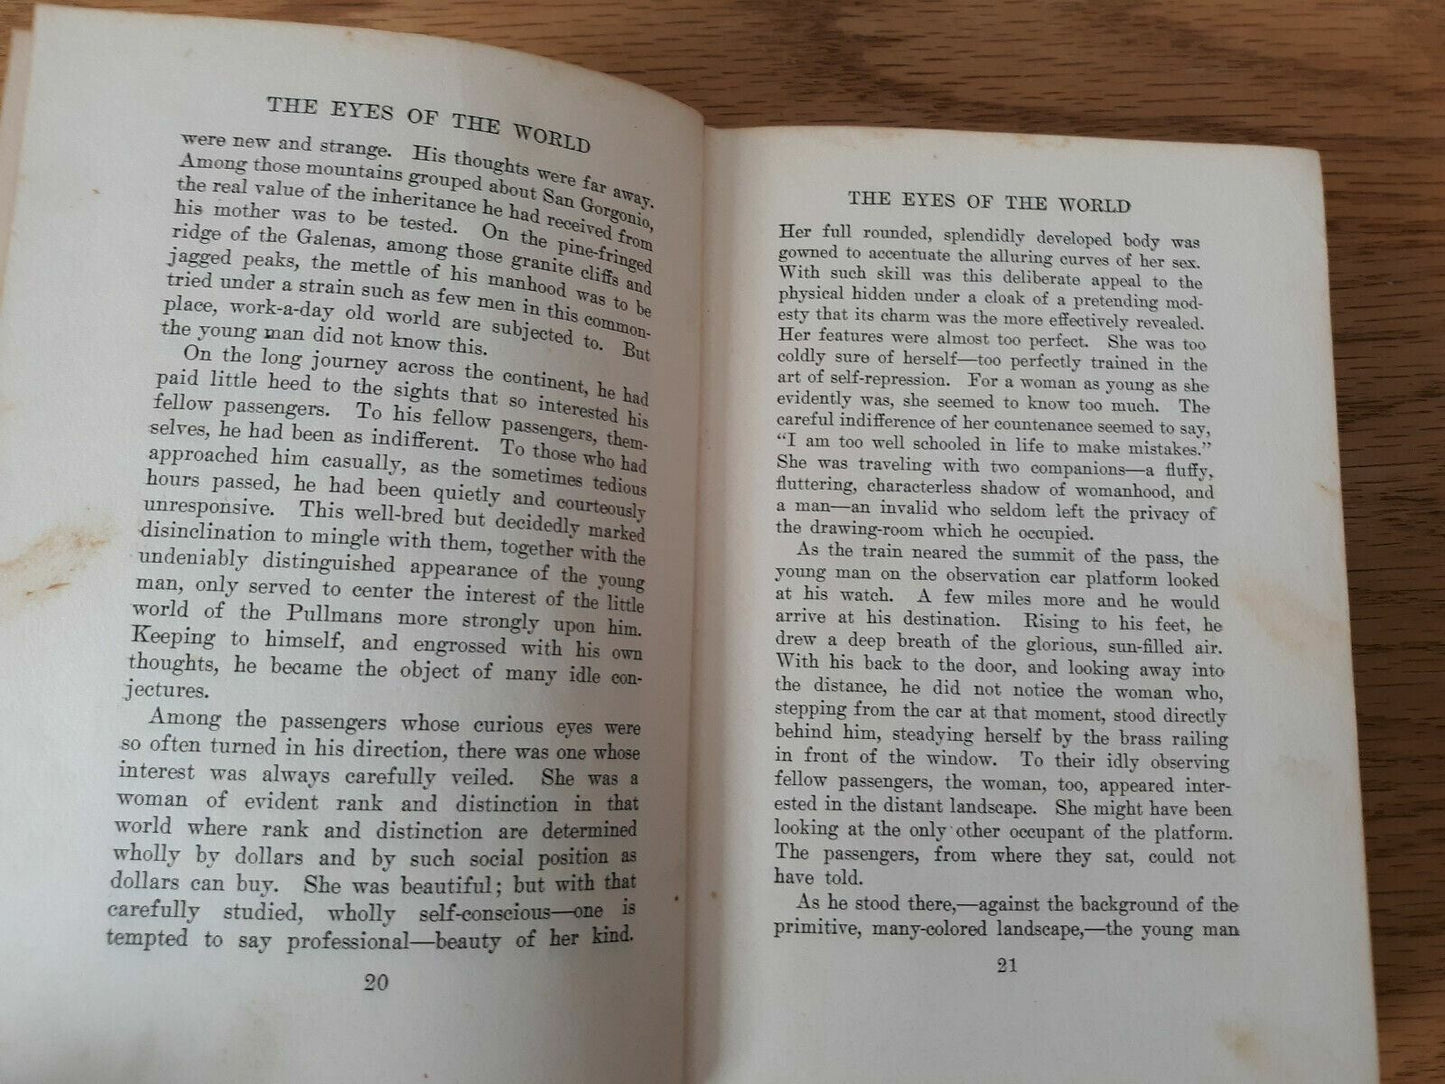 THE EYES OF THE WORLD
were new and strange. His thoughts were far away.
Among those mountains grouped about San Gorgonio,
the real value of the inheritance he had received from
his mother was to be tested. On the pine-fringed
ridge of the Galenas, among those granite cliffs and
jagged peaks, the mettle of his manhood was to be
tried under a strain such as few men in this common-
place, work-a-day old world are subjected to. But
the young man did not know this.
On the long journey across the continent, he had
paid little heed to the sights that so interested his
fellow passengers. To his fellow passengers, them-
selves, he had been as indifferent. To those who had
approached him casually, as the sometimes tedious
hours passed, he had been quietly and courteously
unresponsive. This well-bred but decidedly marked
disinclination to mingle with them, together with the
undeniably distinguished appearance of the young
man, only served to center the interest of the little
world of the Pullmans more strongly upon him.
Keeping to himself, and engrossed with his own
thoughts, he became the object of many idle con-
jectures.
Among the passengers whose curious eyes were
so often turned in his direction, there was one whose
interest was always carefully veiled. She was a
woman of evident rank and distinction in that
world where rank and distinction are determined
wholly by dollars and by such social position as
dollars can buy. She was beautiful; but with that
carefully studied, wholly self-conscious—one is
tempted to say professional—beauty of her kind.
20
THE EYES OF THE WORLD
Her full rounded, splendidly developed body was
gowned to accentuate the alluring curves of her sex.
With such skill was this deliberate appeal to the
physical hidden under a cloak of a pretending mod-
esty that its charm was the more effectively revealed.
Her features were almost too perfect. She was too
coldly sure of herself—too perfectly trained in the
art of self-repression. For a woman as young as she
evidently was, she seemed to know too much. The
careful indifference of her countenance seemed to say,
"I am too well schooled in life to make mistakes."
She was traveling with two companions—a fluffy,
fluttering, characterless shadow of womanhood, and
a man—an invalid who seldom left the privacy of
the drawing-room which he occupied.
As the train neared the summit of the pass, the
young man on the observation car platform looked
at his watch. A few miles more and he would
arrive at his destination. Rising to his feet, he
drew a deep breath of the glorious, sun-filled air.
With his back to the door, and looking away into
the distance, he did not notice the woman who,
stepping from the car at that moment, stood directly
behind him, steadying herself by the brass railing
in front of the window. To their idly observing
fellow passengers, the woman, too, appeared inter-
ested in the distant landscape. She might have been
looking at the only other occupant of the platform.
The passengers, from where they sat, could not
have told.
As he stood there,—against the background of the
primitive, many-colored landscape,—the young man
21